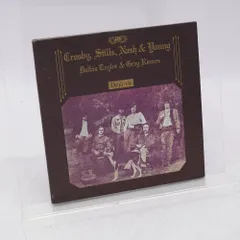 Crosby, Stills, Nash & Young
Dallas Taylor & Greg Reeves
Déjà vu